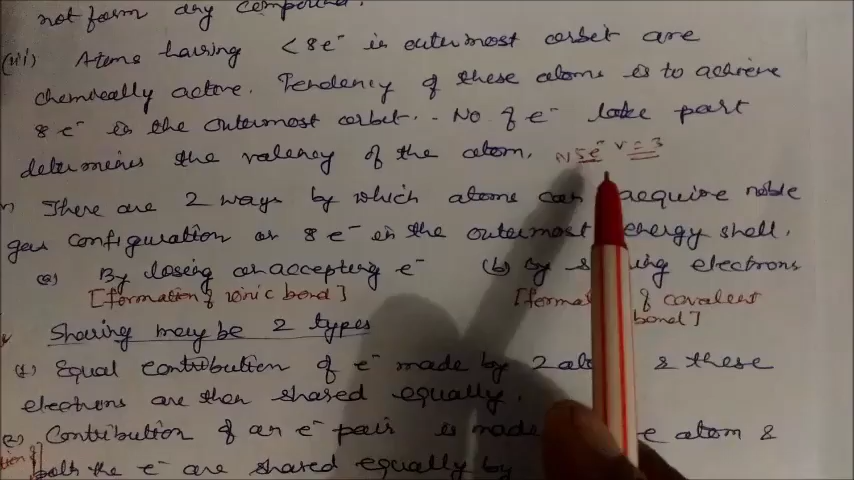 not form any compound.
(iii) Atoms having < 8e⁻ in outermost orbit are
chemically active. Tendency of these atoms is to achieve
8 e⁻ in the outermost orbit. - No. of e⁻ take part
determines the valency of the atom. N 5e⁻ V = 3
There are 2 ways by which atoms can acquire noble
gas configuration or 8 e⁻ in the outermost energy shell.
(a) By losing or accepting e⁻ (b) By electrons
[formation of ionic bond] [ of covalent
bond]
Sharing may be 2 types
(1) Equal contribution of e⁻ made by 2 & these
electrons are then shared equally.
(2) Contribution of an e⁻ pair is made atom &
both the e⁻ are shared equally by